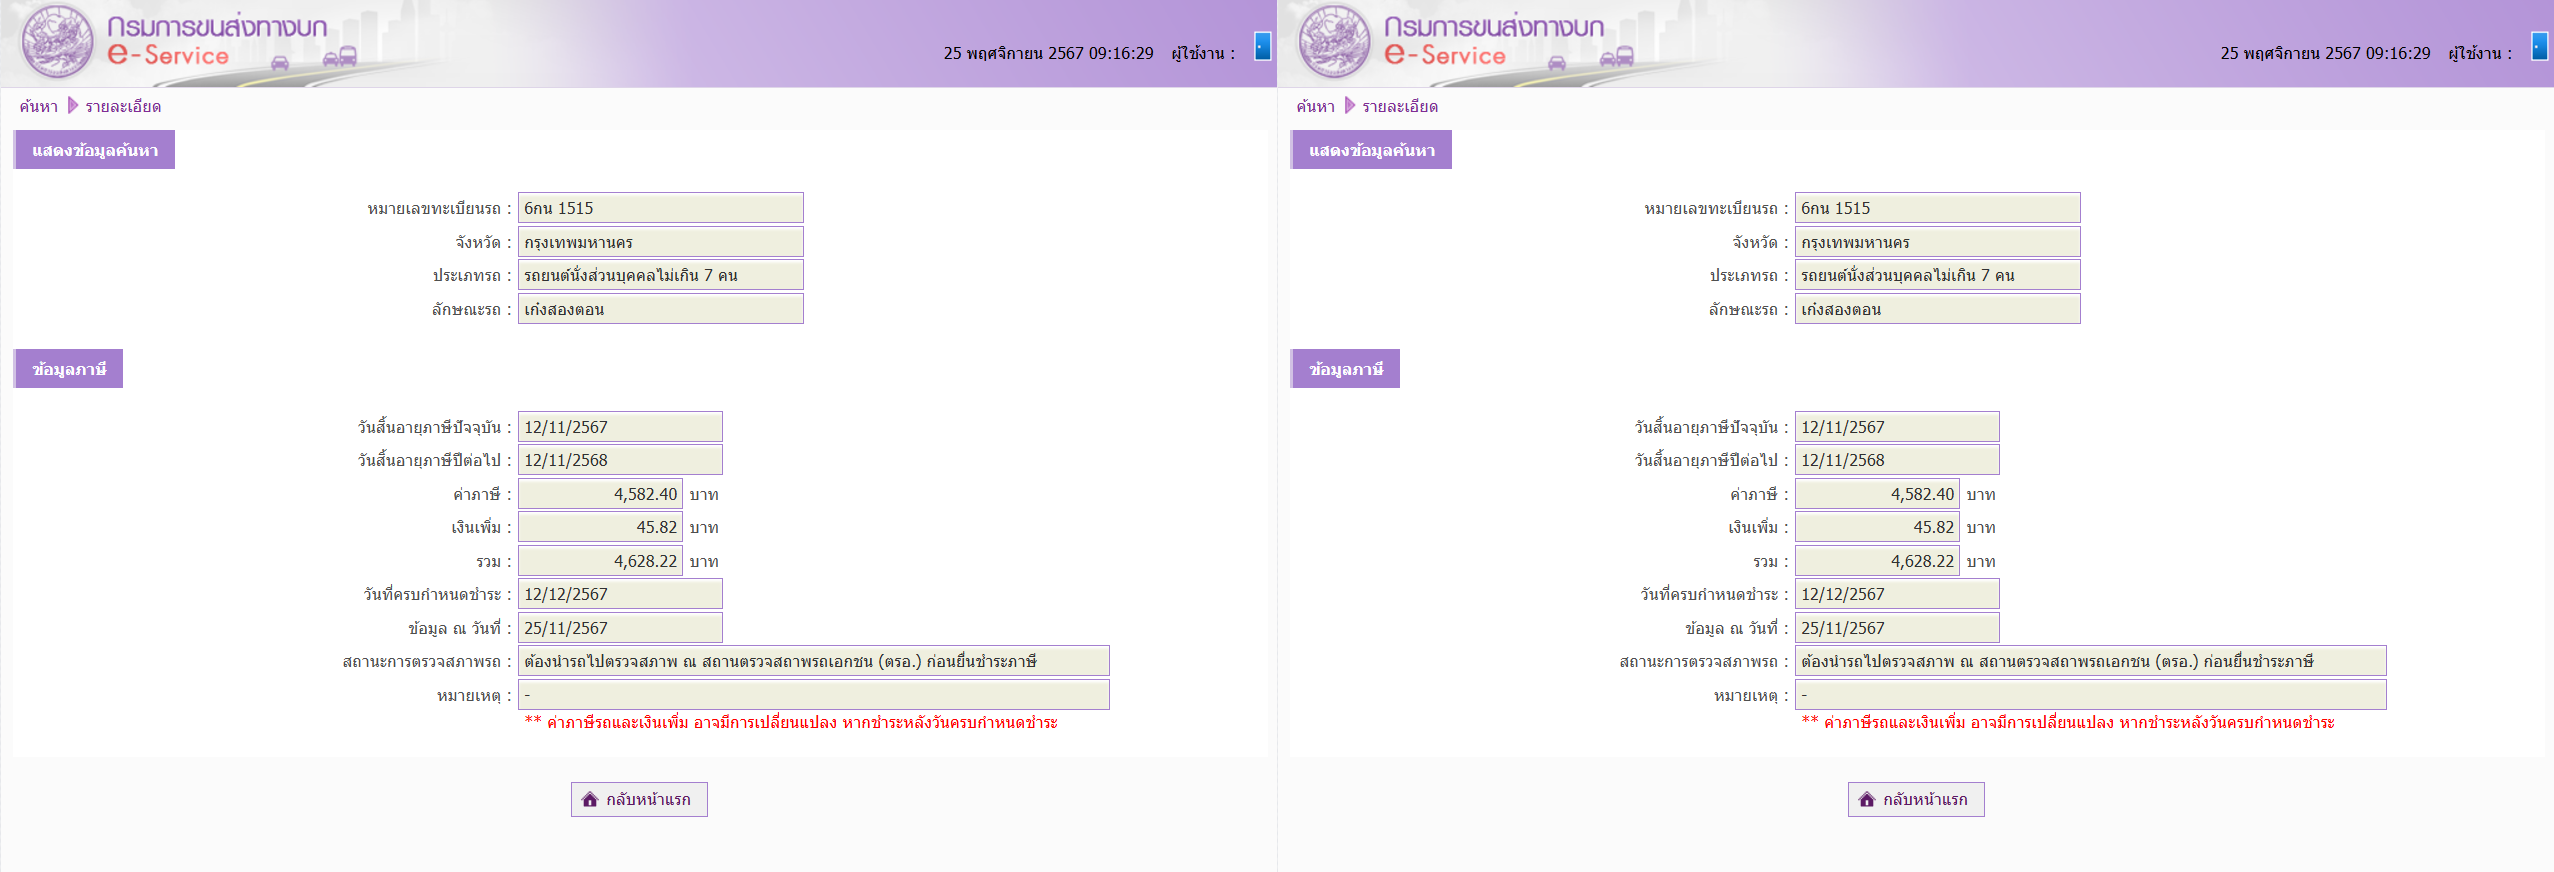 กรมการขนส่งทางบก
e-Service
25 พฤศจิกายน 2567 09:16:29 ผู้ใช้งาน :
ค้นหา รายละเอียด
แสดงข้อมูลค้นหา
หมายเลขทะเบียนรถ : 6กน 1515
จังหวัด : กรุงเทพมหานคร
ประเภทรถ : รถยนต์นั่งส่วนบุคคลไม่เกิน 7 คน
ลักษณะรถ : เก๋งสองตอน
ข้อมูลภาษี
วันสิ้นอายุภาษีปัจจุบัน : 12/11/2567
วันสิ้นอายุภาษีปีต่อไป : 12/11/2568
ค่าภาษี : 4,582.40 บาท
เงินเพิ่ม : 45.82 บาท
รวม : 4,628.22 บาท
วันที่ครบกำหนดชำระ : 12/12/2567
ข้อมูล ณ วันที่ : 25/11/2567
สถานะการตรวจสภาพรถ : ต้องนำรถไปตรวจสภาพ ณ สถานตรวจสถาพรถเอกชน (ตรอ.) ก่อนยื่นชำระภาษี
หมายเหตุ : -
** ค่าภาษีรถและเงินเพิ่ม อาจมีการเปลี่ยนแปลง หากชำระหลังวันครบกำหนดชำระ
กลับหน้าแรก
กรมการขนส่งทางบก
e-Service
25 พฤศจิกายน 2567 09:16:29 ผู้ใช้งาน :
ค้นหา รายละเอียด
แสดงข้อมูลค้นหา
หมายเลขทะเบียนรถ : 6กน 1515
จังหวัด : กรุงเทพมหานคร
ประเภทรถ : รถยนต์นั่งส่วนบุคคลไม่เกิน 7 คน
ลักษณะรถ : เก๋งสองตอน
ข้อมูลภาษี
วันสิ้นอายุภาษีปัจจุบัน : 12/11/2567
วันสิ้นอายุภาษีปีต่อไป : 12/11/2568
ค่าภาษี : 4,582.40 บาท
เงินเพิ่ม : 45.82 บาท
รวม : 4,628.22 บาท
วันที่ครบกำหนดชำระ : 12/12/2567
ข้อมูล ณ วันที่ : 25/11/2567
สถานะการตรวจสภาพรถ : ต้องนำรถไปตรวจสภาพ ณ สถานตรวจสถาพรถเอกชน (ตรอ.) ก่อนยื่นชำระภาษี
หมายเหตุ : -
** ค่าภาษีรถและเงินเพิ่ม อาจมีการเปลี่ยนแปลง หากชำระหลังวันครบกำหนดชำระ
กลับหน้าแรก